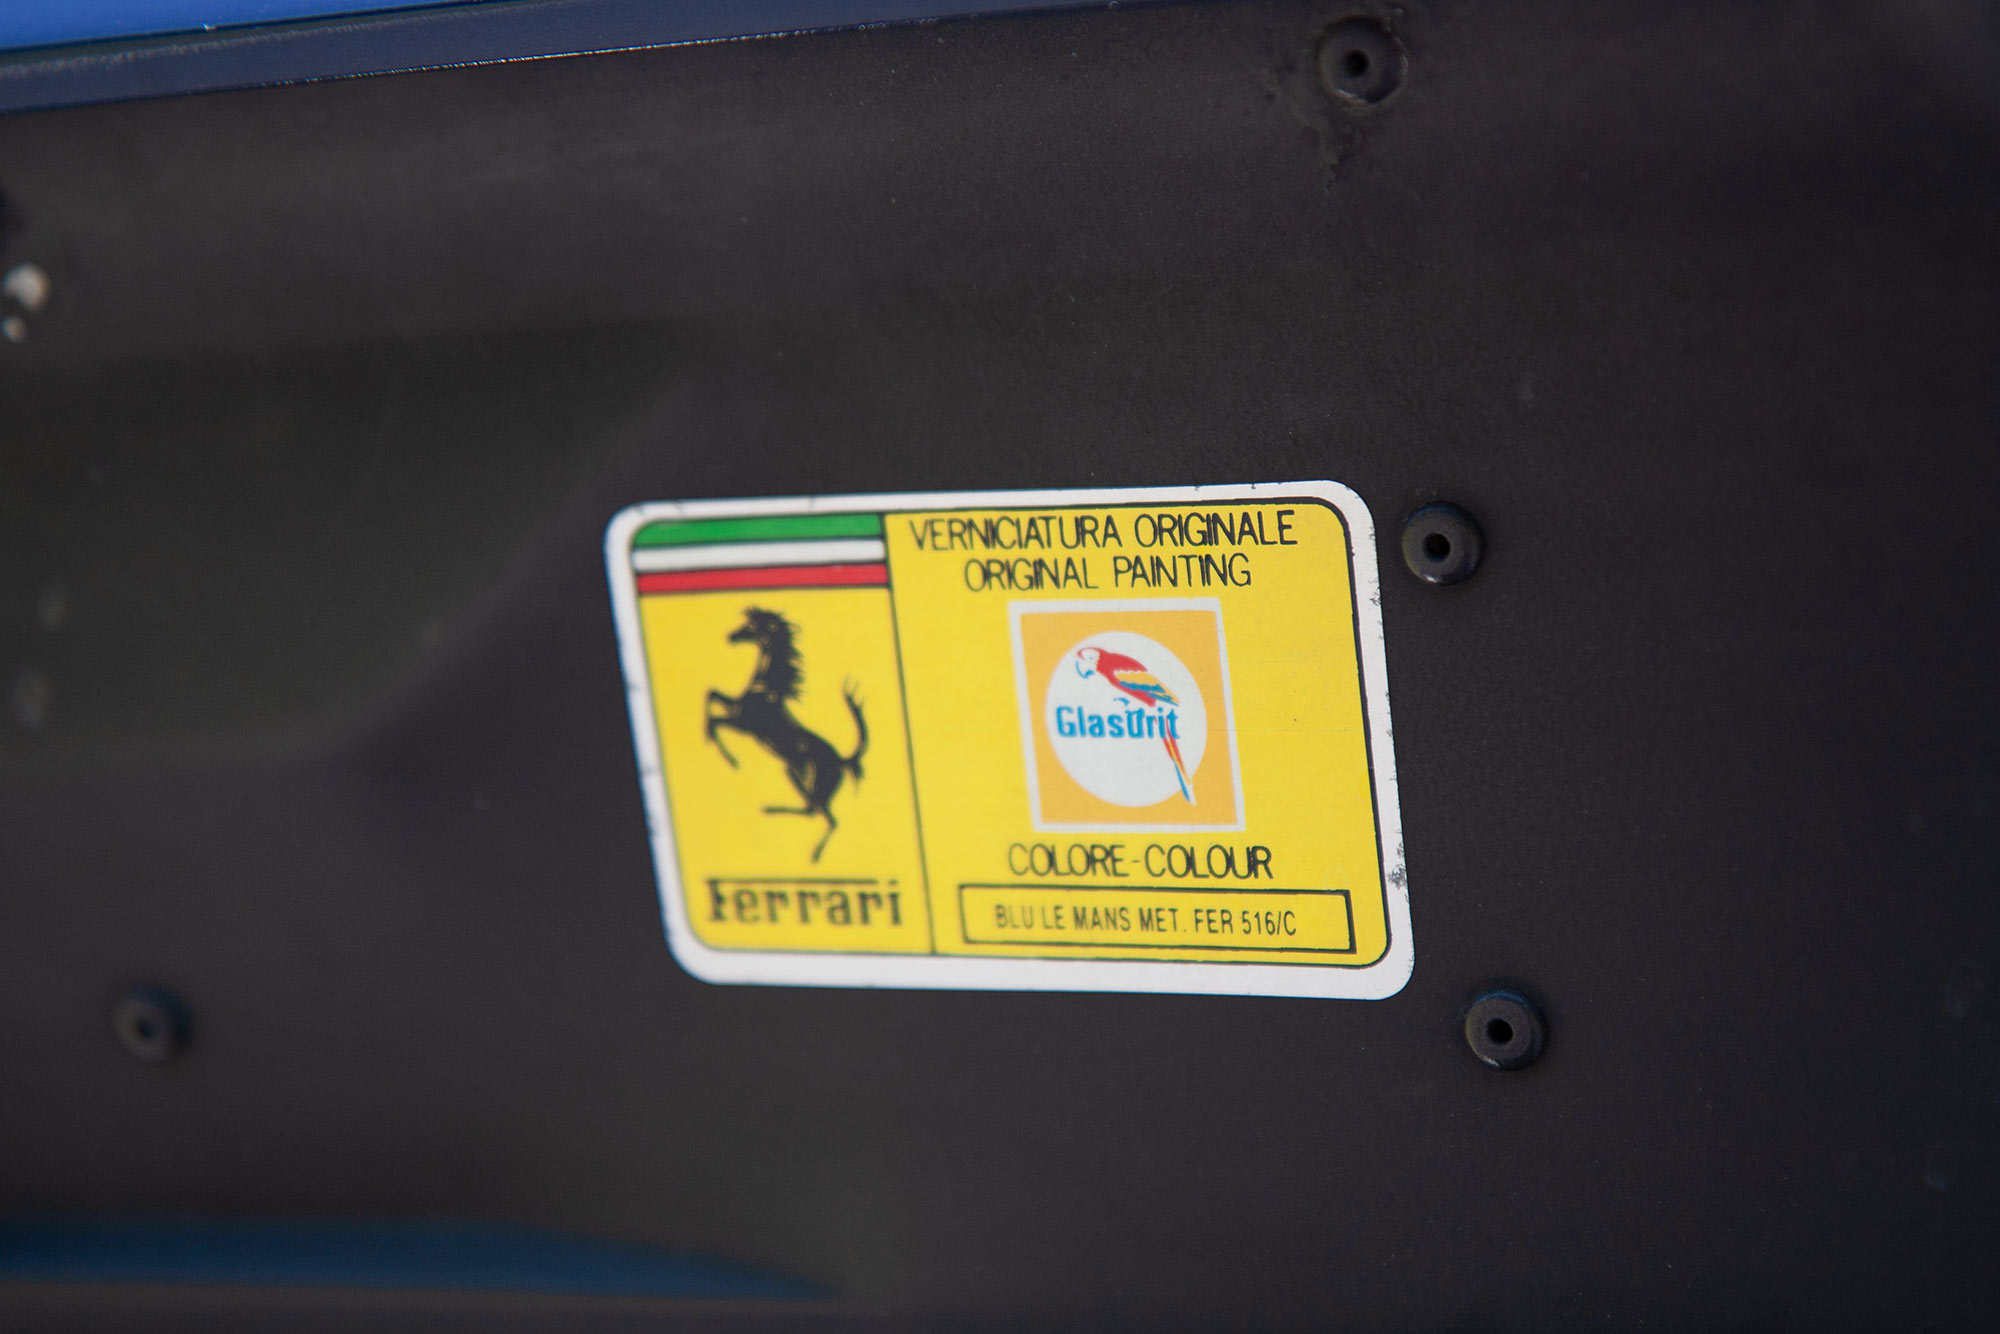 VERNICIATURA ORIGINALE
ORIGINAL PAINTING
Glasurit
COLORE-COLOUR
BLU LE MANS MET. FER 516/C
Ferrari